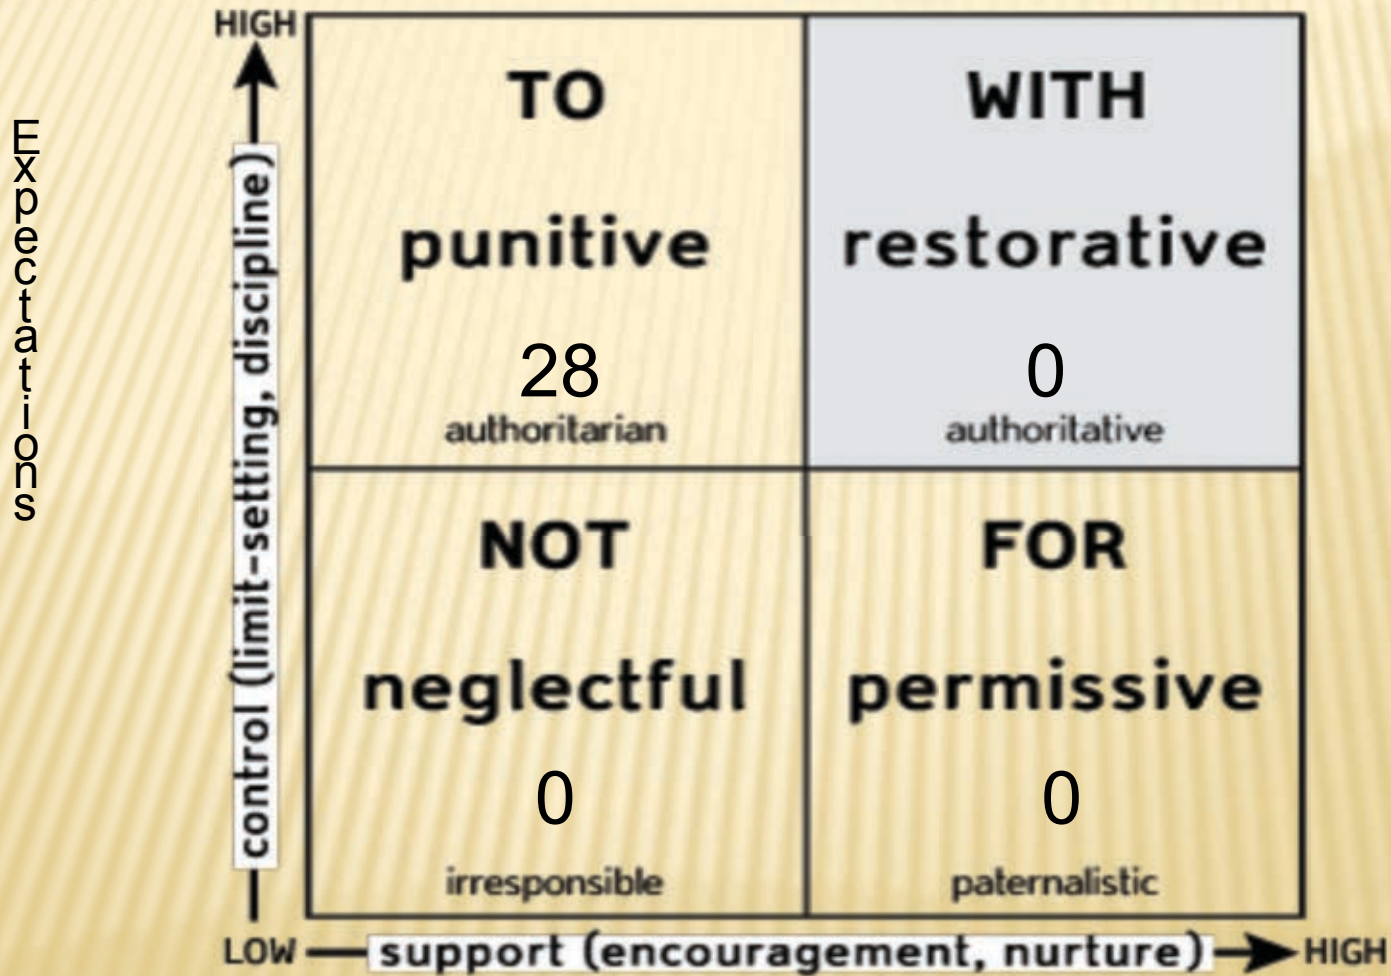 Expectations
HIGH
control (limit-setting, discipline)
TO
punitive
28
authoritarian
WITH
restorative
0
authoritative
NOT
neglectful
0
irresponsible
FOR
permissive
0
paternalistic
LOW
support (encouragement, nurture)
HIGH